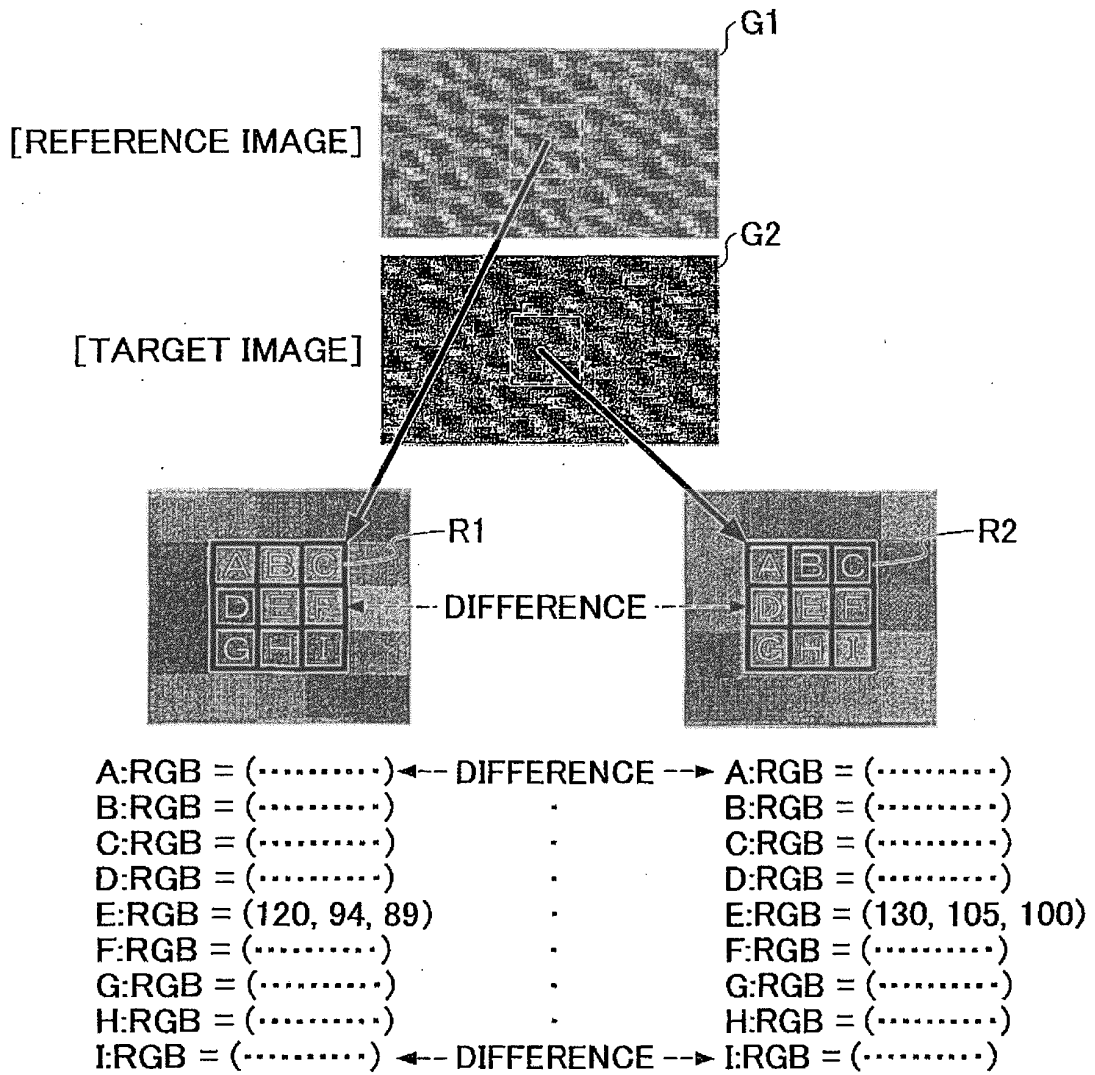 G1
[REFERENCE IMAGE]
G2
[TARGET IMAGE]
R1
R2
A B C
D E F
G H I
DIFFERENCE
A B C
D E F
G H I
A:RGB = (··········) DIFFERENCE A:RGB = (··········)
B:RGB = (··········) · B:RGB = (··········)
C:RGB = (··········) · C:RGB = (··········)
D:RGB = (··········) · D:RGB = (··········)
E:RGB = (120, 94, 89) · E:RGB = (130, 105, 100)
F:RGB = (··········) · F:RGB = (··········)
G:RGB = (··········) · G:RGB = (··········)
H:RGB = (··········) · H:RGB = (··········)
I:RGB = (··········) DIFFERENCE I:RGB = (··········)